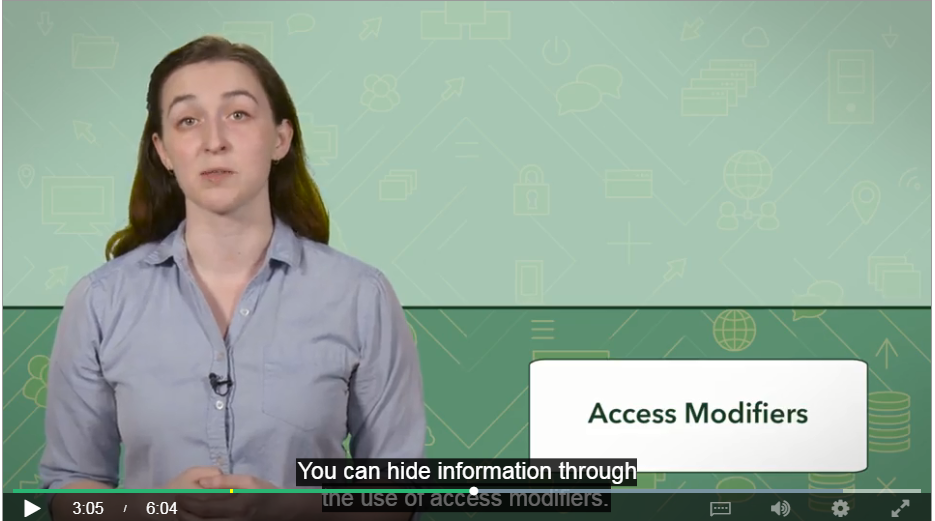 Access Modifiers
You can hide information through
the use of access modifiers.
3:05 / 6:04